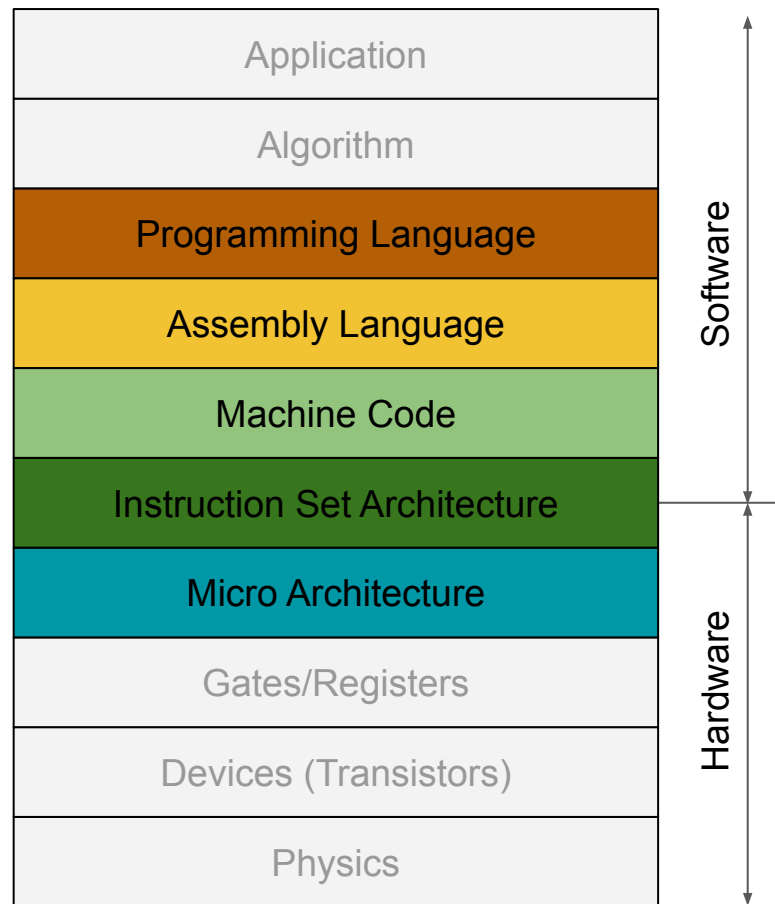 Application
Algorithm
Programming Language
Assembly Language
Machine Code
Instruction Set Architecture
Micro Architecture
Gates/Registers
Devices (Transistors)
Physics
Software
Hardware